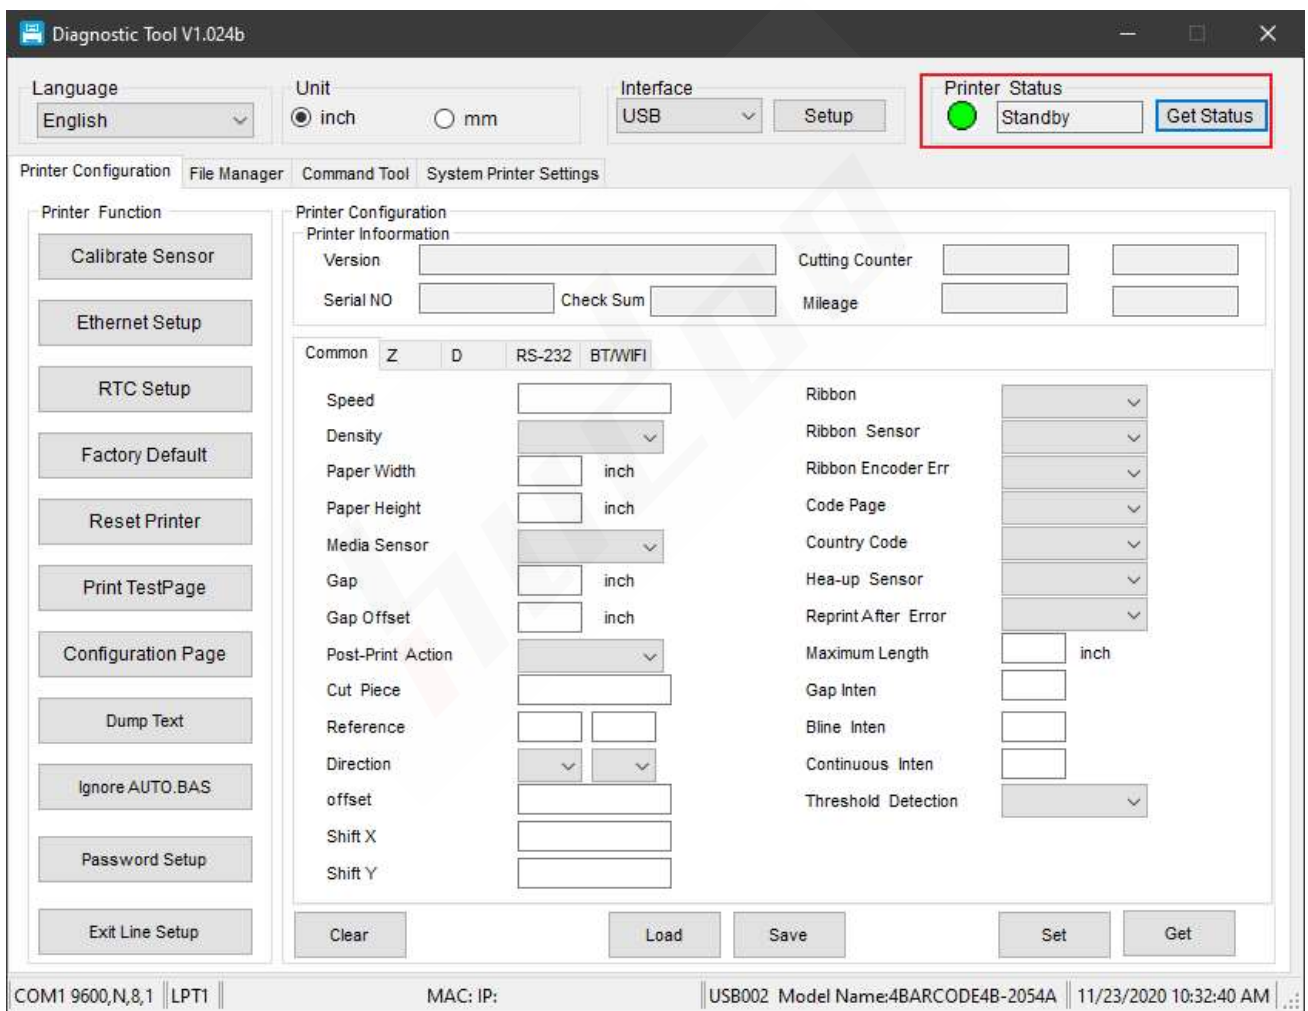 Diagnostic Tool V1.024b
Language
English
Unit
inch
mm
Interface
USB
Setup
Printer Status
Standby
Get Status
Printer Configuration
File Manager
Command Tool
System Printer Settings
Printer Function
Calibrate Sensor
Ethernet Setup
RTC Setup
Factory Default
Reset Printer
Print TestPage
Configuration Page
Dump Text
Ignore AUTO.BAS
Password Setup
Exit Line Setup
Printer Configuration
Printer Infoormation
Version
Cutting Counter
Serial NO
Check Sum
Mileage
Common
Z
D
RS-232
BT/WIFI
Speed
Density
Paper Width inch
Paper Height inch
Media Sensor
Gap inch
Gap Offset inch
Post-Print Action
Cut Piece
Reference
Direction
offset
Shift X
Shift Y
Ribbon
Ribbon Sensor
Ribbon Encoder Err
Code Page
Country Code
Hea-up Sensor
Reprint After Error
Maximum Length inch
Gap Inten
Bline Inten
Continuous Inten
Threshold Detection
Clear
Load
Save
Set
Get
COM1 9600,N,8,1
LPT1
MAC: IP:
USB002 Model Name:4BARCODE4B-2054A
11/23/2020 10:32:40 AM